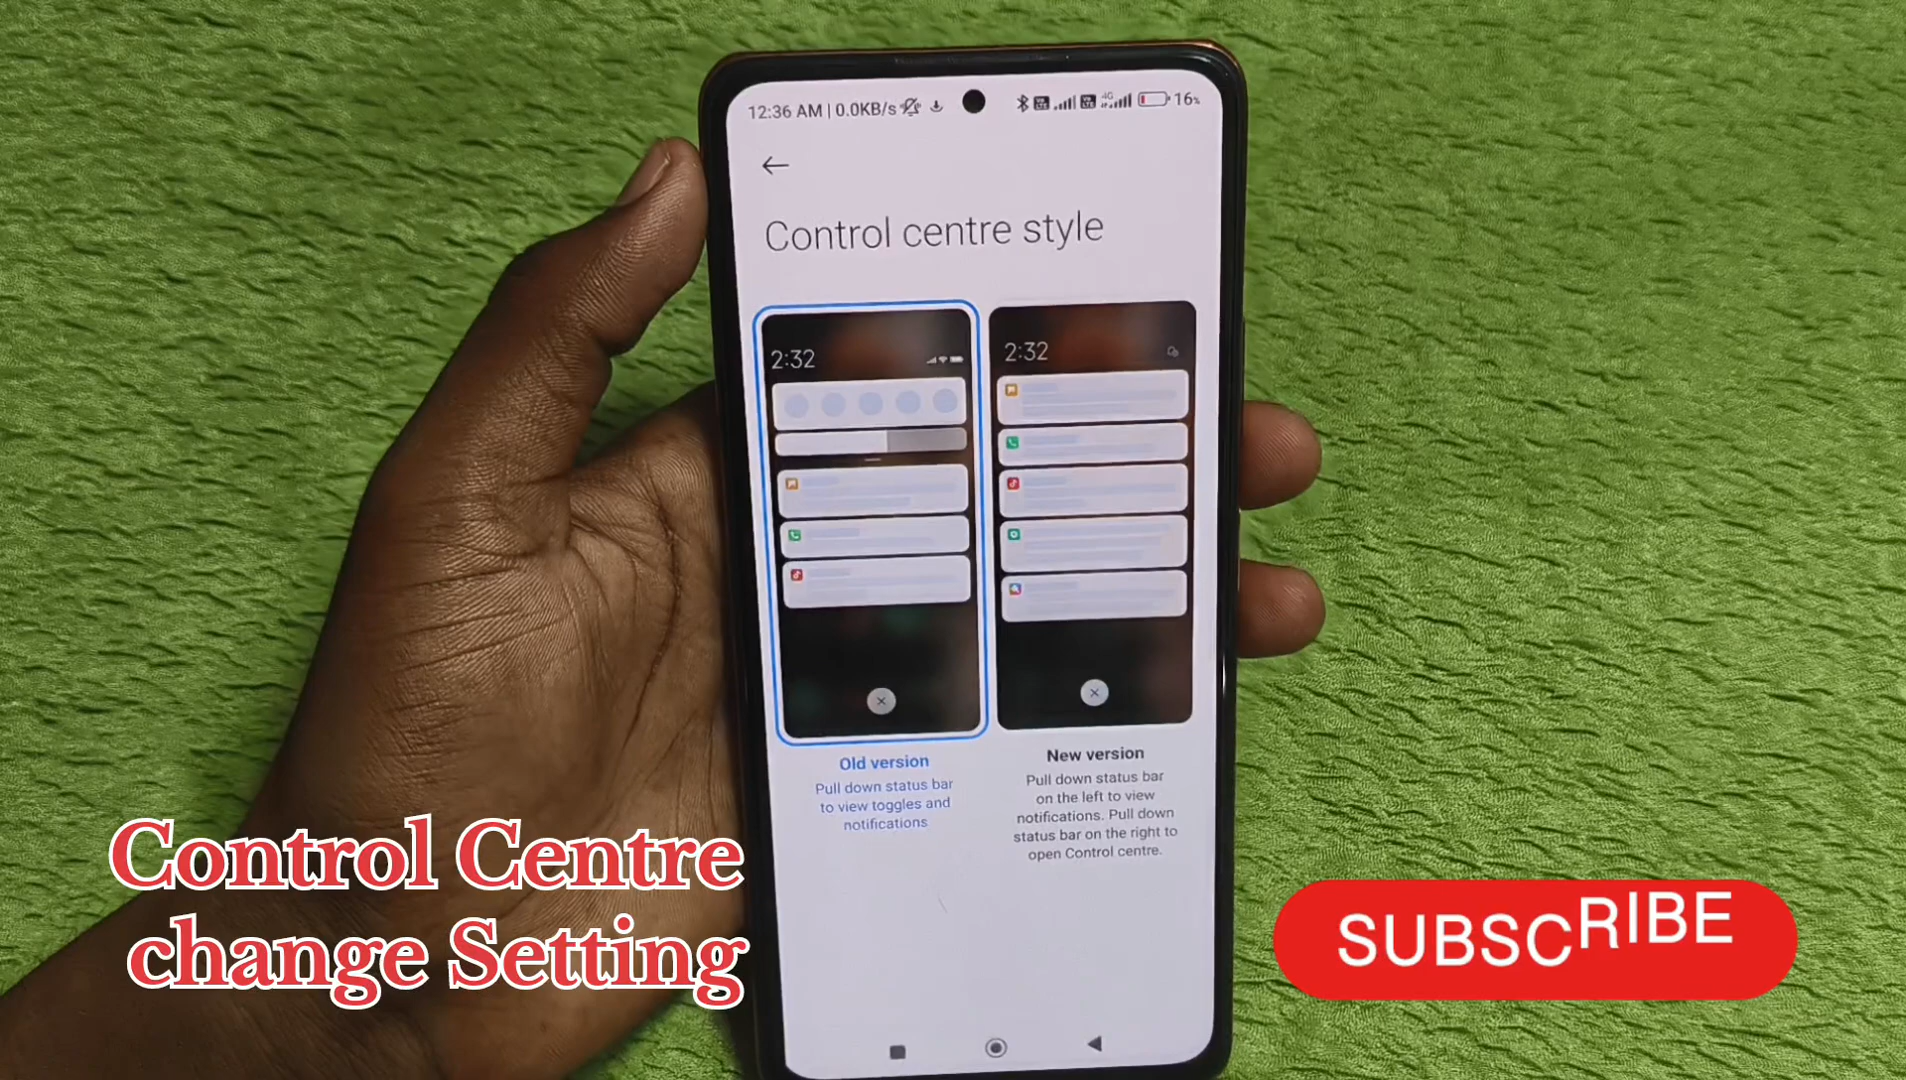 12:36 AM | 0.0KB/s
16%
Control centre style
2:32
2:32
Old version
Pull down status bar
to view toggles and
notifications
New version
Pull down status bar
on the left to view
notifications. Pull down
status bar on the right to
open Control centre.
Control Centre
change Setting
SUBSCRIBE